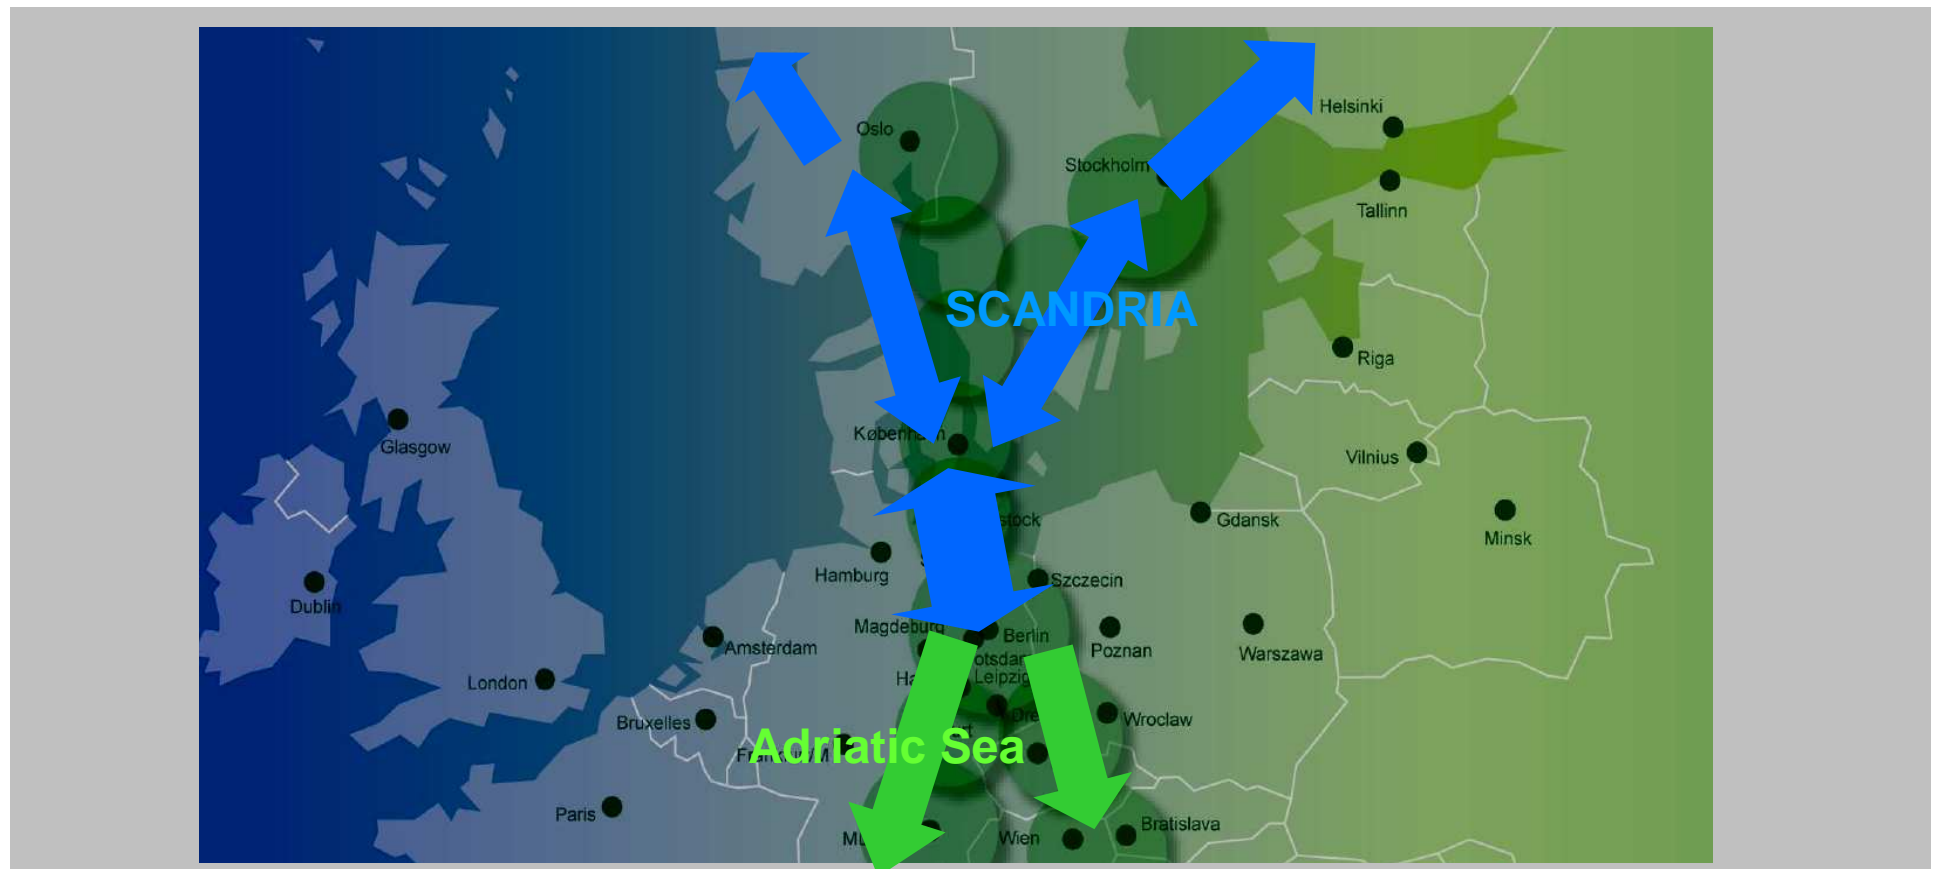 Helsinki
Oslo
Stockholm
Tallinn
SCANDRIA
Riga
København
Glasgow
Vilnius
Gdansk
Minsk
Hamburg
Szczecin
Dublin
Magdeburg
Berlin
Amsterdam
Poznan
Warszawa
Leipzig
London
Bruxelles
Wroclaw
Adriatic Sea
Paris
Wien
Bratislava